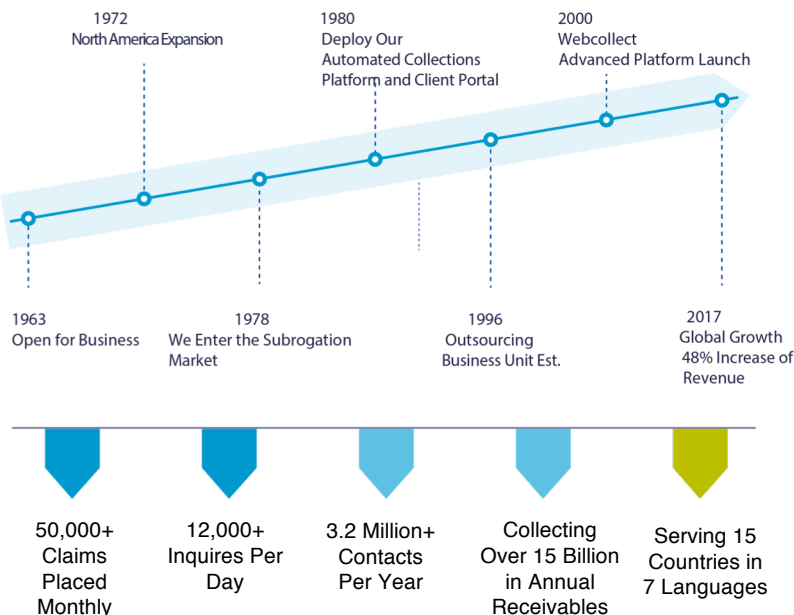 1972
North America Expansion
1980
Deploy Our
Automated Collections
Platform and Client Portal
2000
Webcollect
Advanced Platform Launch
1963
Open for Business
1978
We Enter the Subrogation
Market
1996
Outsourcing
Business Unit Est.
2017
Global Growth
48% Increase of
Revenue
50,000+
Claims
Placed
Monthly
12,000+
Inquires Per
Day
3.2 Million+
Contacts
Per Year
Collecting
Over 15 Billion
in Annual
Receivables
Serving 15
Countries in
7 Languages